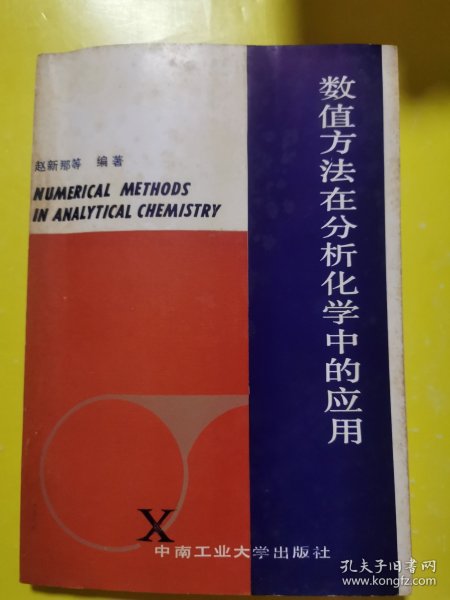 数值方法在分析化学中的应用
赵新那等 编著
NUMERICAL METHODS
IN ANALYTICAL CHEMISTRY
X
中南工业大学出版社
孔夫子旧书网
www.kongfz.com